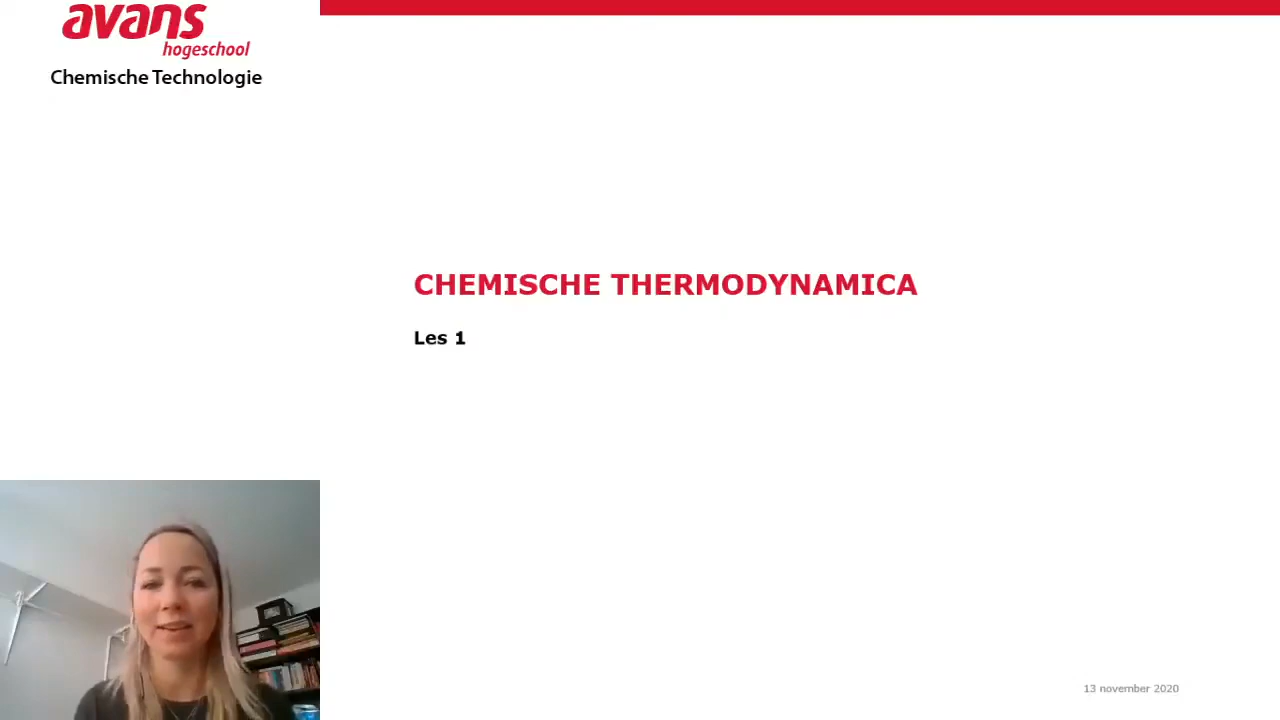 avans
hogeschool
Chemische Technologie
CHEMISCHE THERMODYNAMICA
Les 1
13 november 2020